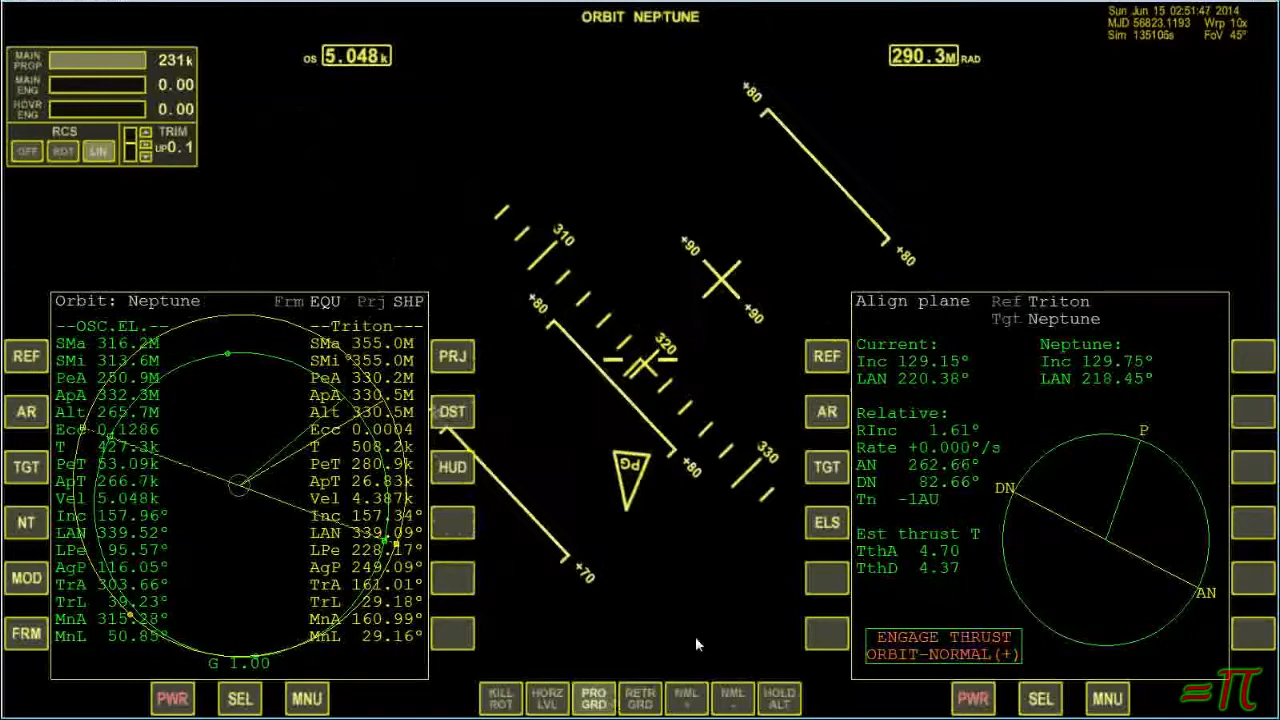 ORBIT NEPTUNE
Sun Jun 15 02:51:47 2014
MJD 56823.1193 Wrp 10x
Sim 135106s FoV 45°
MAIN PROP 231k
MAIN ENG 0.00
HOVR ENG 0.00
RCS TRIM
OFF ROT LIN UP 0.1
OS 5.048k
290.3M RAD
+80
+80
310
+90
+90
+80
320
+80
330
PG
+70
Orbit: Neptune Frm EQU Prj SHP
--OSC.EL.-- --Triton---
SMa 316.2M SMa 355.0M
SMi 313.6M SMi 355.0M
PeA 250.9M PeA 330.2M
ApA 332.3M ApA 330.5M
Alt 265.7M Alt 330.5M
Ecc 0.1286 Ecc 0.0004
T 427.3k T 508.2k
PeT 53.09k PeT 280.9k
ApT 266.7k ApT 26.83k
Vel 5.048k Vel 4.387k
Inc 157.96° Inc
LAN 339.52° LAN 339.09°
LPe 95.57° LPe 228.17°
AgP 116.05° AgP 249.09°
TrA 303.66° TrA 161.01°
TrL 39.23° TrL 29.18°
MnA 315.28° MnA 160.99°
MnL 50.85° MnL 29.16°
G 1.00
REF
AR
TGT
NT
MOD
FRM
PRJ
DST
HUD
PWR SEL MNU
KILL ROT
HORZ LVL
PRO GRD
RETR GRD
NML +
NML -
HOLD ALT
Align plane Ref Triton
Tgt Neptune
Current: Neptune:
Inc 129.15° Inc 129.75°
LAN 220.38° LAN 218.45°
Relative:
RInc 1.61°
Rate +0.000°/s
AN 262.66°
DN 82.66°
Tn -1AU
Est thrust T
TthA 4.70
TthD 4.37
ENGAGE THRUST
ORBIT-NORMAL(+)
P
DN
AN
REF
AR
TGT
ELS
PWR SEL MNU
=π